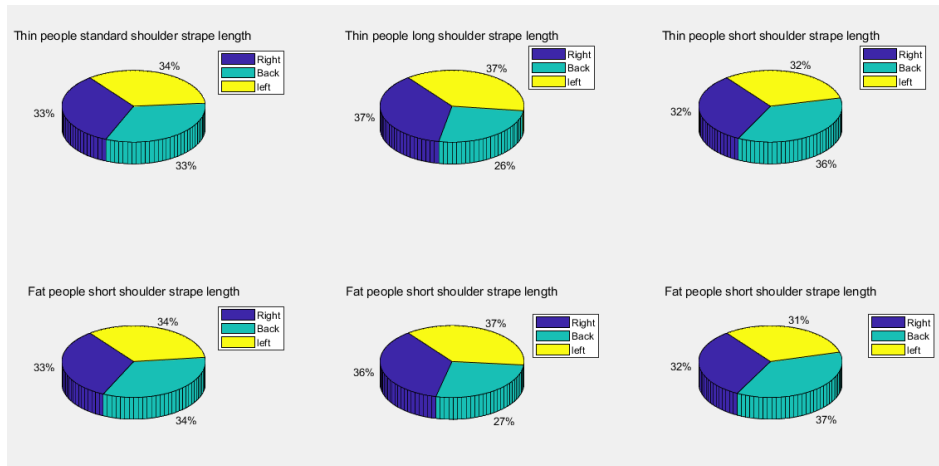 Thin people standard shoulder strape length
Right
Back
left
34%
33%
33%
Thin people long shoulder strape length
Right
Back
left
37%
37%
26%
Thin people short shoulder strape length
Right
Back
left
32%
32%
36%
Fat people short shoulder strape length
Right
Back
left
34%
33%
34%
Fat people short shoulder strape length
Right
Back
left
37%
36%
27%
Fat people short shoulder strape length
Right
Back
left
31%
32%
37%